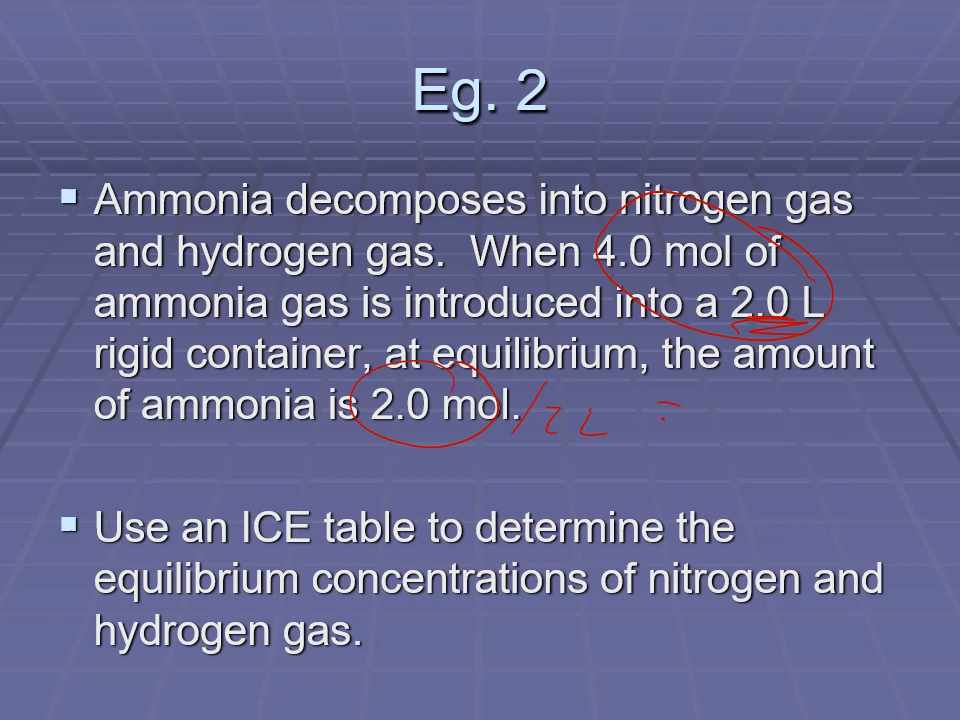 Eg. 2
Ammonia decomposes into nitrogen gas
and hydrogen gas. When 4.0 mol of
ammonia gas is introduced into a 2.0 L
rigid container, at equilibrium, the amount
of ammonia is 2.0 mol.
/2L
Use an ICE table to determine the
equilibrium concentrations of nitrogen and
hydrogen gas.